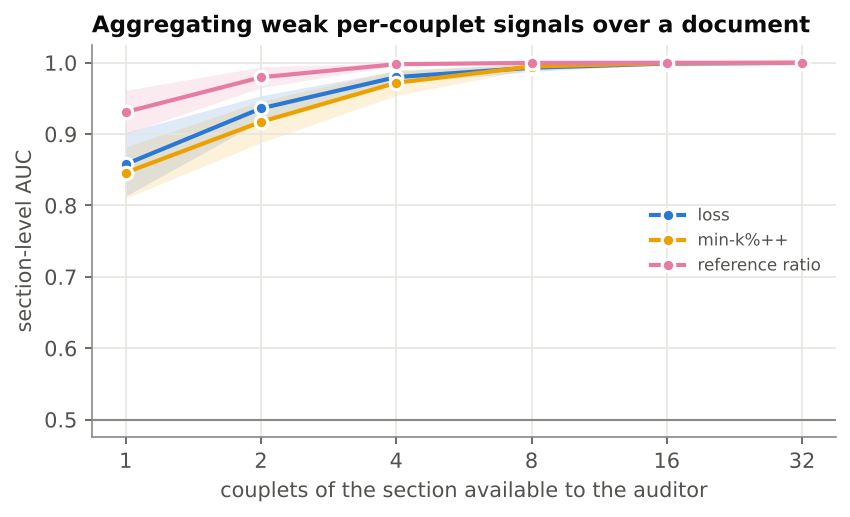 Aggregating weak per-couplet signals over a document
section-level AUC
1.0
0.9
0.8
0.7
0.6
0.5
loss
min-k%++
reference ratio
1 2 4 8 16 32
couplets of the section available to the auditor